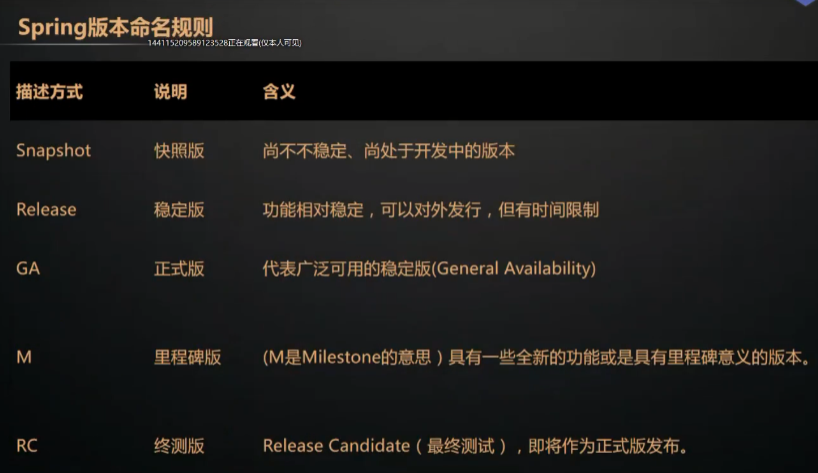 Spring版本命名规则
144115209589123528正在观看(仅本人可见)
描述方式 说明 含义
Snapshot 快照版 尚不不稳定、尚处于开发中的版本
Release 稳定版 功能相对稳定，可以对外发行，但有时间限制
GA 正式版 代表广泛可用的稳定版(General Availability)
M 里程碑版 (M是Milestone的意思）具有一些全新的功能或是具有里程碑意义的版本。
RC 终测版 Release Candidate（最终测试），即将作为正式版发布。